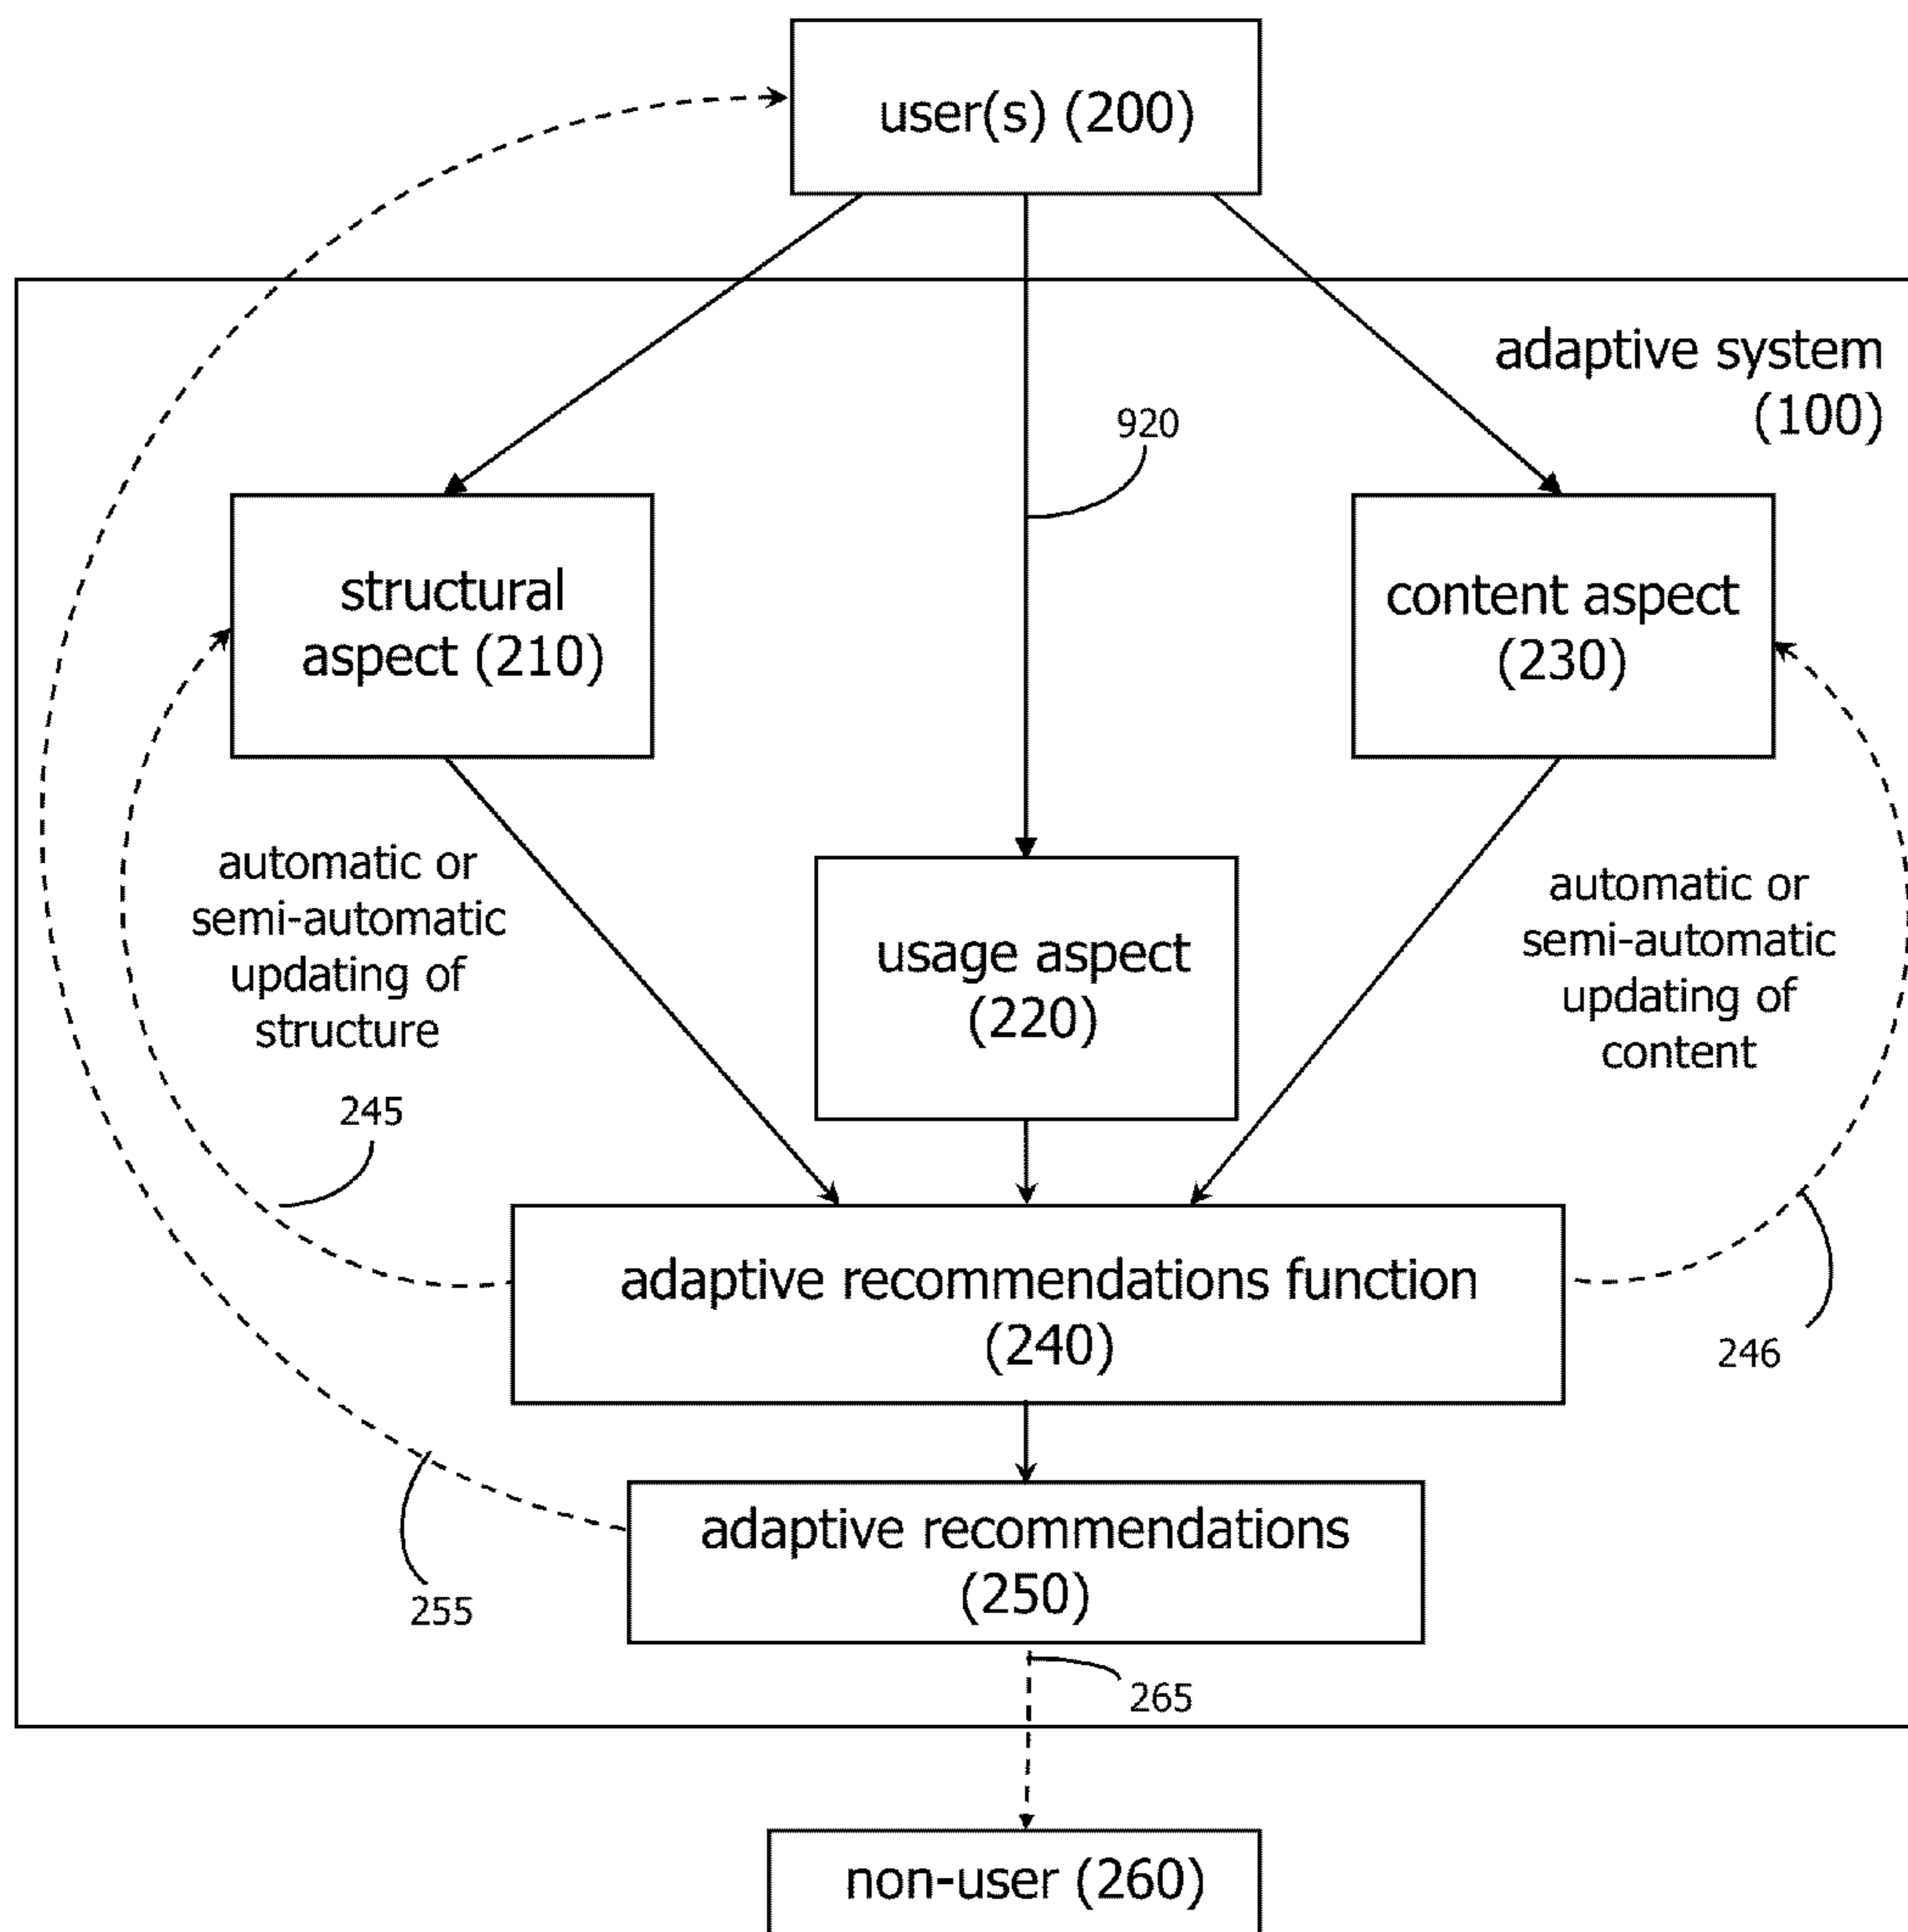 user(s) (200)
adaptive system
(100)
920
structural
aspect (210)
content aspect
(230)
automatic or
semi-automatic
updating of
structure
usage aspect
(220)
automatic or
semi-automatic
updating of
content
245
adaptive recommendations function
(240)
246
adaptive recommendations
(250)
255
265
non-user (260)